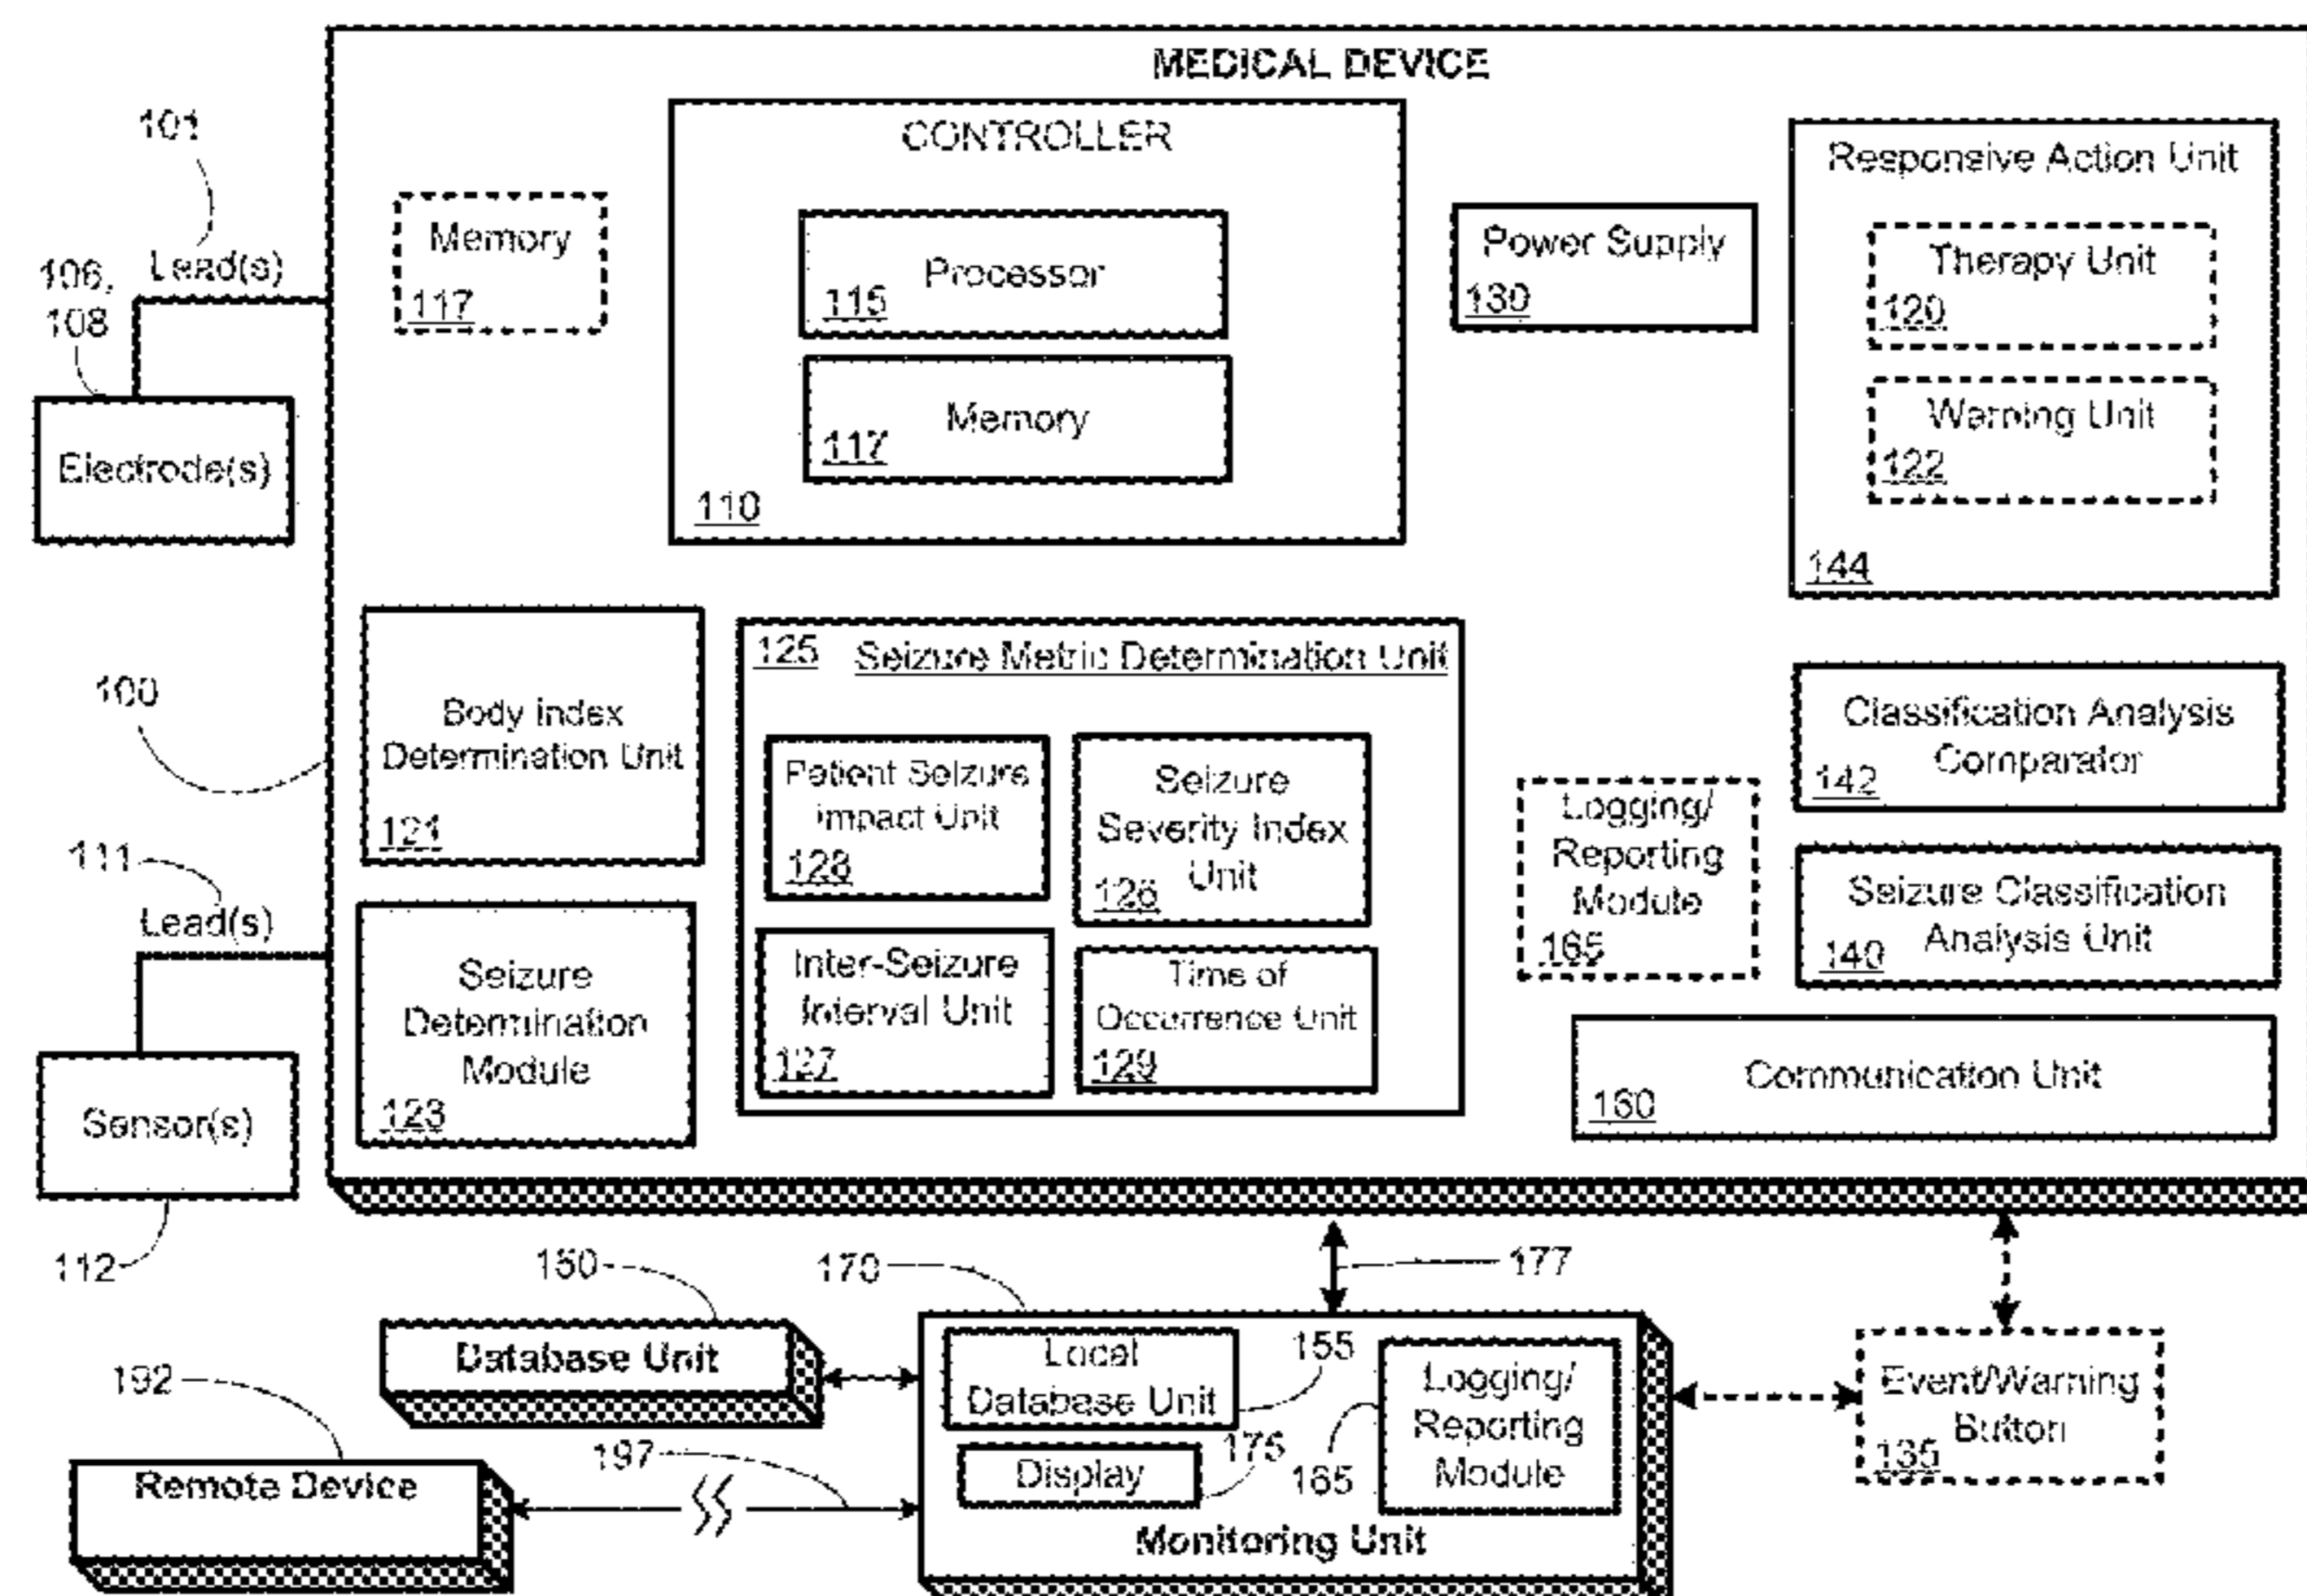 MEDICAL DEVICE
101
CONTROLLER
Responsive Action Unit
Memory
117
Processor
115
Power Supply
130
Therapy Unit
120
106,
108
Lead(s)
Electrode(s)
Memory
117
110
Warning Unit
122
144
100
Body Index
Determination Unit
121
125 Seizure Metric Determination Unit
Patient Seizure
Impact Unit
128
Seizure
Severity Index
Unit
126
Classification Analysis
Comparator
142
Logging/
Reporting
Module
165
111
Lead(s)
Seizure
Determination
Module
123
Inter-Seizure
Interval Unit
127
Time of
Occurrence Unit
129
Seizure Classification
Analysis Unit
140
Communication Unit
160
Sensor(s)
112
150
170
177
Database Unit
Local
Database Unit
155
Logging/
Reporting
Module
165
Event/Warning
Button
135
192
Remote Device
197
Display
175
Monitoring Unit